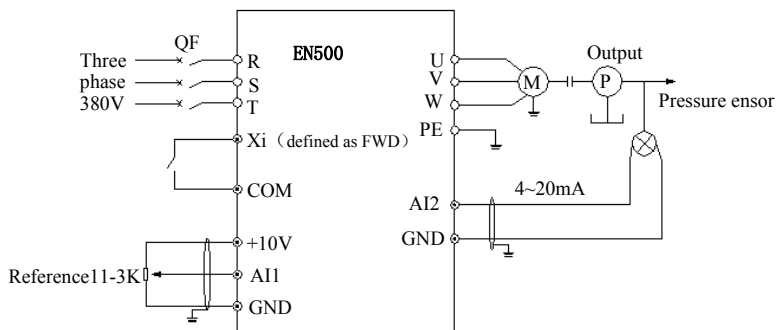 EN500
QF
Three
phase
380V
R
S
T
Xi（defined as FWD）
COM
+10V
Reference11-3K
AI1
GND
U
V
W
PE
M
P
Output
Pressure ensor
4~20mA
AI2
GND